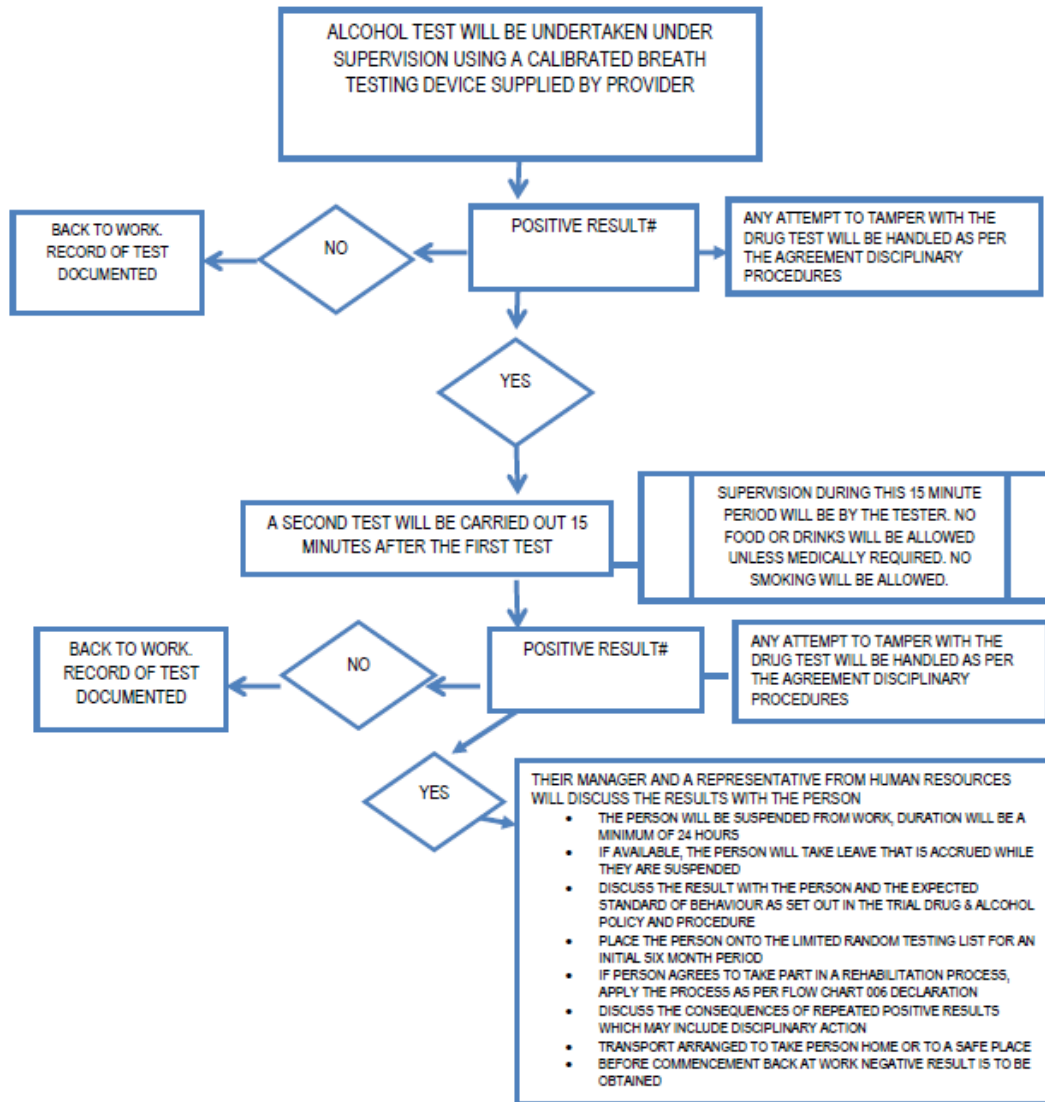 ALCOHOL TEST WILL BE UNDERTAKEN UNDER
SUPERVISION USING A CALIBRATED BREATH
TESTING DEVICE SUPPLIED BY PROVIDER
BACK TO WORK.
RECORD OF TEST
DOCUMENTED
NO
POSITIVE RESULT#
ANY ATTEMPT TO TAMPER WITH THE
DRUG TEST WILL BE HANDLED AS PER
THE AGREEMENT DISCIPLINARY
PROCEDURES
YES
A SECOND TEST WILL BE CARRIED OUT 15
MINUTES AFTER THE FIRST TEST
SUPERVISION DURING THIS 15 MINUTE
PERIOD WILL BE BY THE TESTER. NO
FOOD OR DRINKS WILL BE ALLOWED
UNLESS MEDICALLY REQUIRED. NO
SMOKING WILL BE ALLOWED.
BACK TO WORK.
RECORD OF TEST
DOCUMENTED
NO
POSITIVE RESULT#
ANY ATTEMPT TO TAMPER WITH THE
DRUG TEST WILL BE HANDLED AS PER
THE AGREEMENT DISCIPLINARY
PROCEDURES
YES
THEIR MANAGER AND A REPRESENTATIVE FROM HUMAN RESOURCES
WILL DISCUSS THE RESULTS WITH THE PERSON
• THE PERSON WILL BE SUSPENDED FROM WORK, DURATION WILL BE A
MINIMUM OF 24 HOURS
• IF AVAILABLE, THE PERSON WILL TAKE LEAVE THAT IS ACCRUED WHILE
THEY ARE SUSPENDED
• DISCUSS THE RESULT WITH THE PERSON AND THE EXPECTED
STANDARD OF BEHAVIOUR AS SET OUT IN THE TRIAL DRUG & ALCOHOL
POLICY AND PROCEDURE
• PLACE THE PERSON ONTO THE LIMITED RANDOM TESTING LIST FOR AN
INITIAL SIX MONTH PERIOD
• IF PERSON AGREES TO TAKE PART IN A REHABILITATION PROCESS,
APPLY THE PROCESS AS PER FLOW CHART 006 DECLARATION
• DISCUSS THE CONSEQUENCES OF REPEATED POSITIVE RESULTS
WHICH MAY INCLUDE DISCIPLINARY ACTION
• TRANSPORT ARRANGED TO TAKE PERSON HOME OR TO A SAFE PLACE
• BEFORE COMMENCEMENT BACK AT WORK NEGATIVE RESULT IS TO BE
OBTAINED